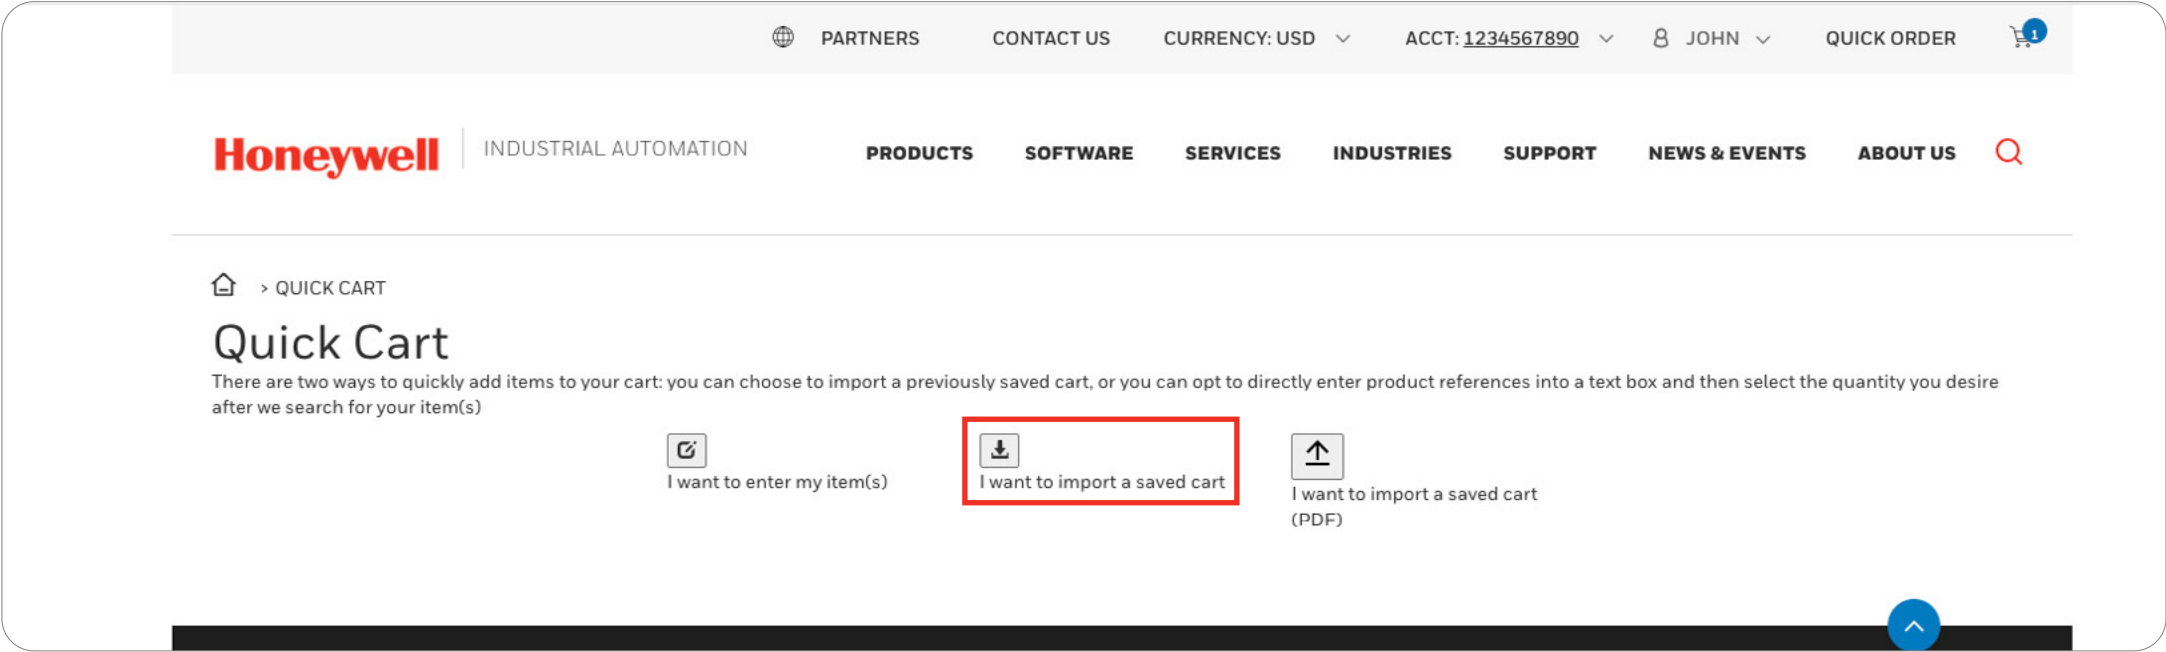 PARTNERS CONTACT US CURRENCY: USD ACCT: 1234567890 JOHN QUICK ORDER 1
Honeywell INDUSTRIAL AUTOMATION PRODUCTS SOFTWARE SERVICES INDUSTRIES SUPPORT NEWS & EVENTS ABOUT US
> QUICK CART
Quick Cart
There are two ways to quickly add items to your cart: you can choose to import a previously saved cart, or you can opt to directly enter product references into a text box and then select the quantity you desire
after we search for your item(s)
I want to enter my item(s)
I want to import a saved cart
I want to import a saved cart
(PDF)